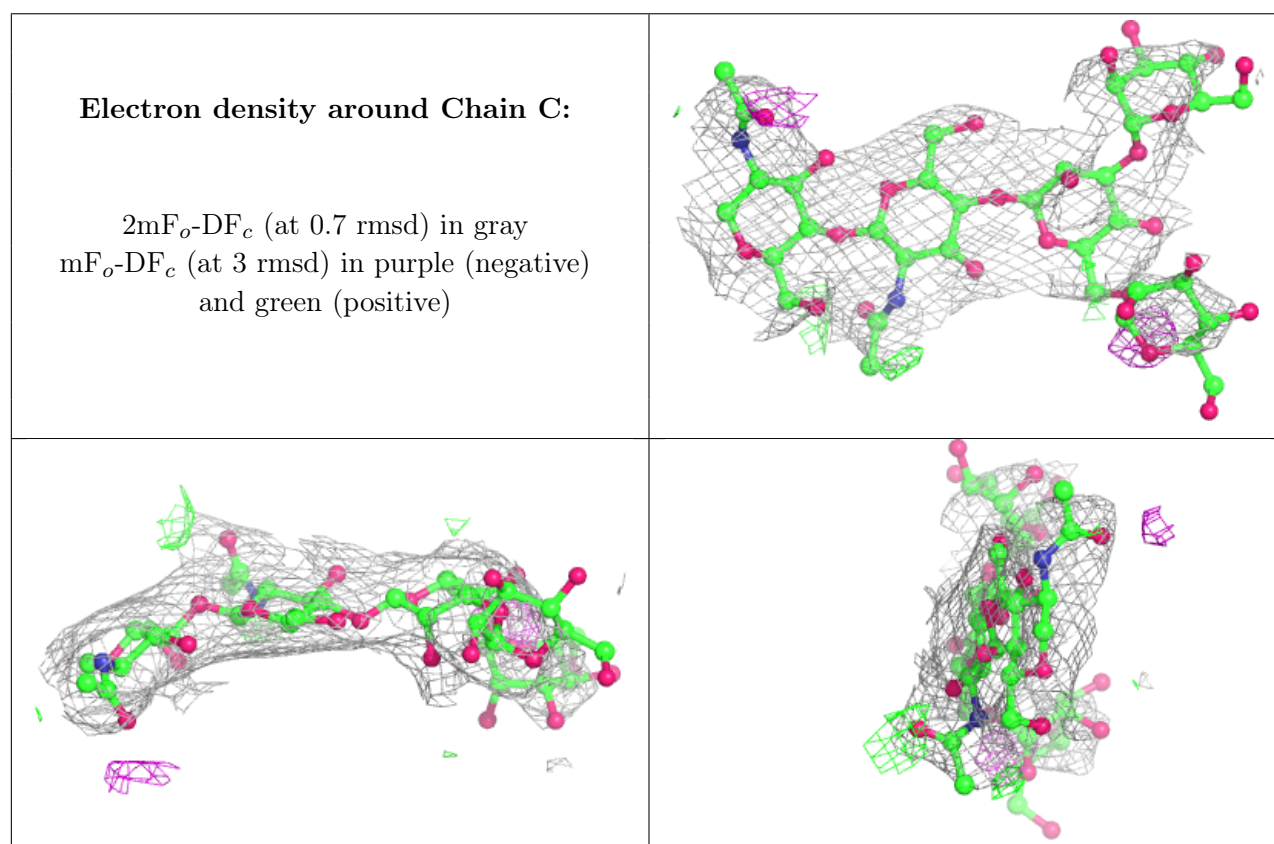 Electron density around Chain C:
2mFo-DFc (at 0.7 rmsd) in gray
mFo-DFc (at 3 rmsd) in purple (negative)
and green (positive)